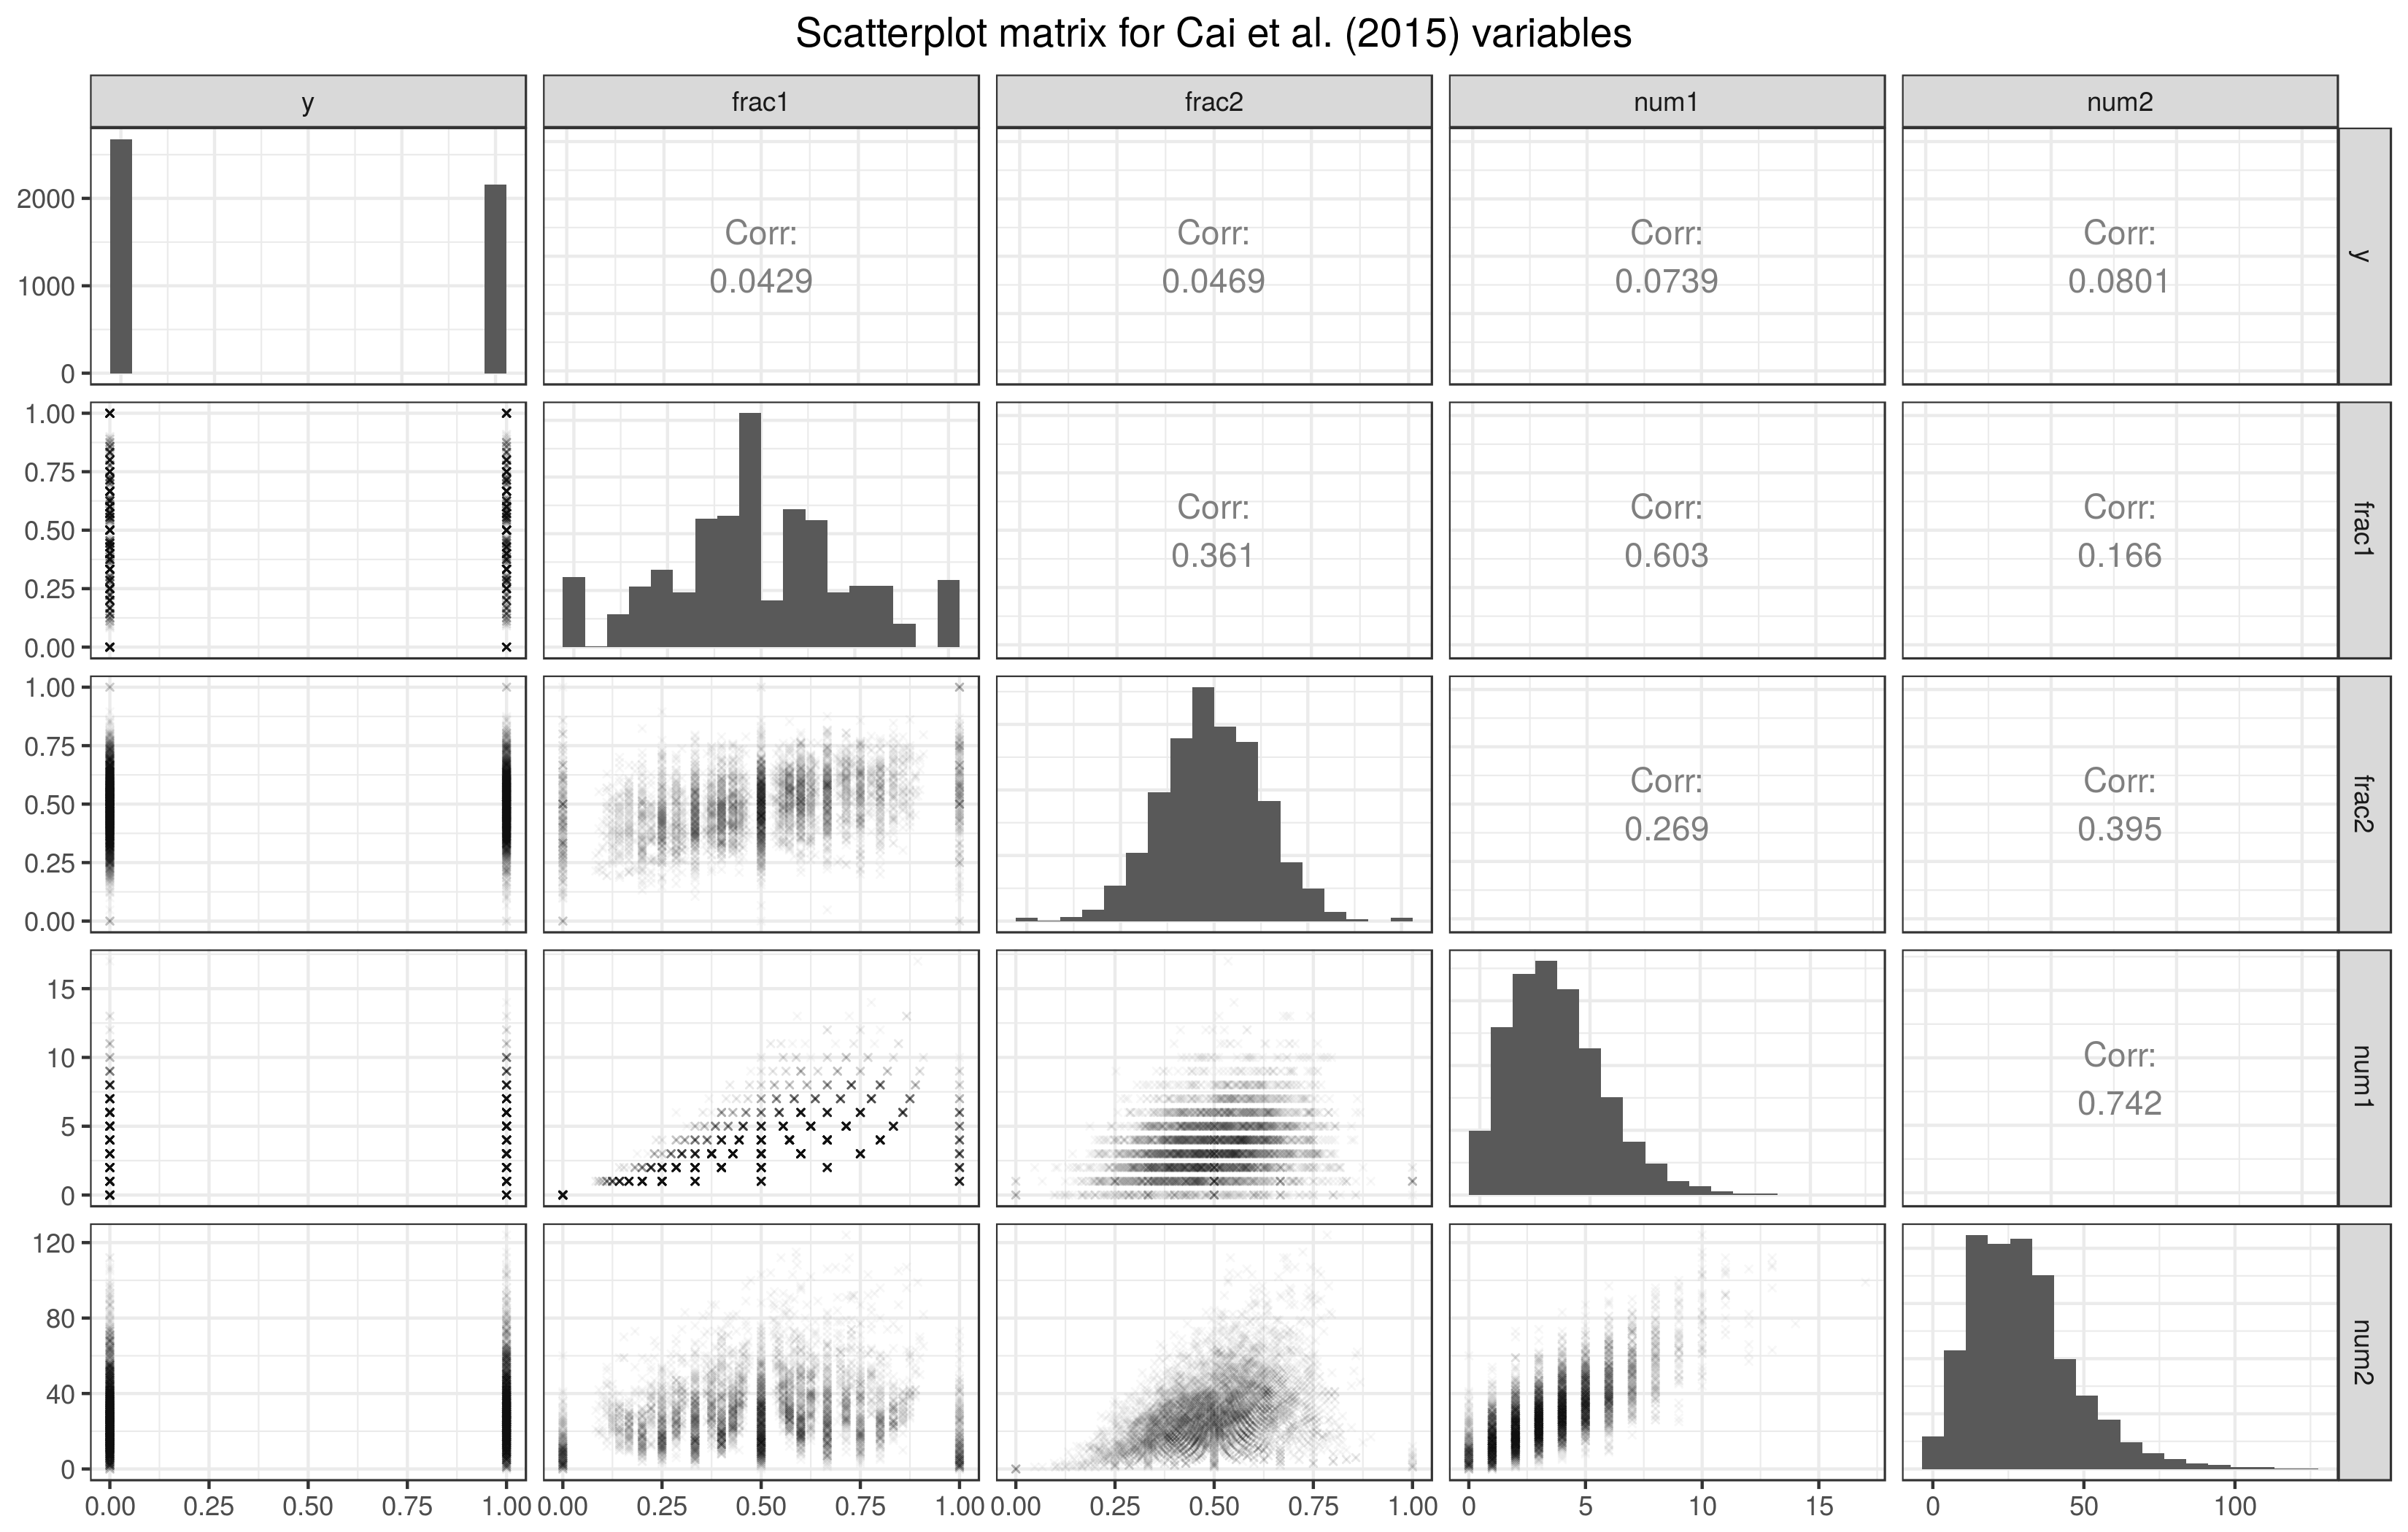 Scatterplot matrix for Cai et al. (2015) variables
y frac1 frac2 num1 num2
2000
1000
0
Corr:
0.0429
Corr:
0.0469
Corr:
0.0739
Corr:
0.0801
y
1.00
0.75
0.50
0.25
0.00
Corr:
0.361
Corr:
0.603
Corr:
0.166
frac1
1.00
0.75
0.50
0.25
0.00
Corr:
0.269
Corr:
0.395
frac2
15
10
5
0
Corr:
0.742
num1
120
80
40
0
num2
0.00 0.25 0.50 0.75 1.00 0.00 0.25 0.50 0.75 1.00 0.00 0.25 0.50 0.75 1.00 0 5 10 15 0 50 100